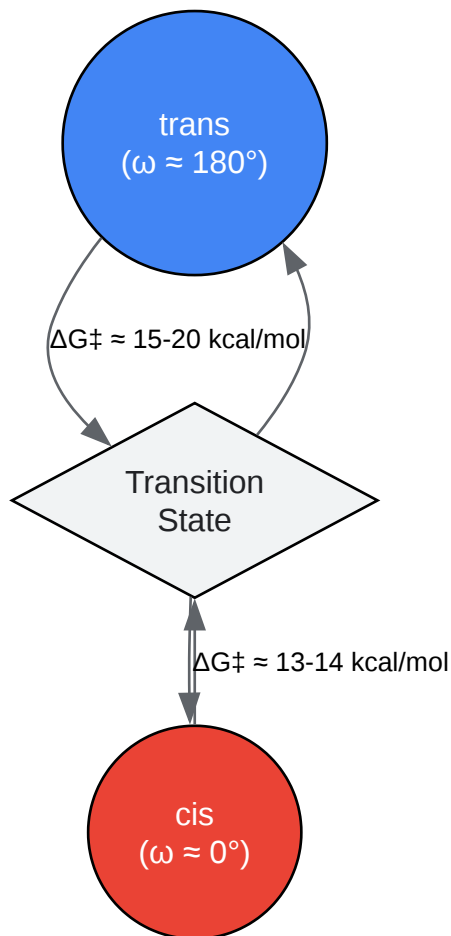 trans
(ω ≈ 180°)
ΔG‡ ≈ 15-20 kcal/mol
Transition
State
ΔG‡ ≈ 13-14 kcal/mol
cis
(ω ≈ 0°)